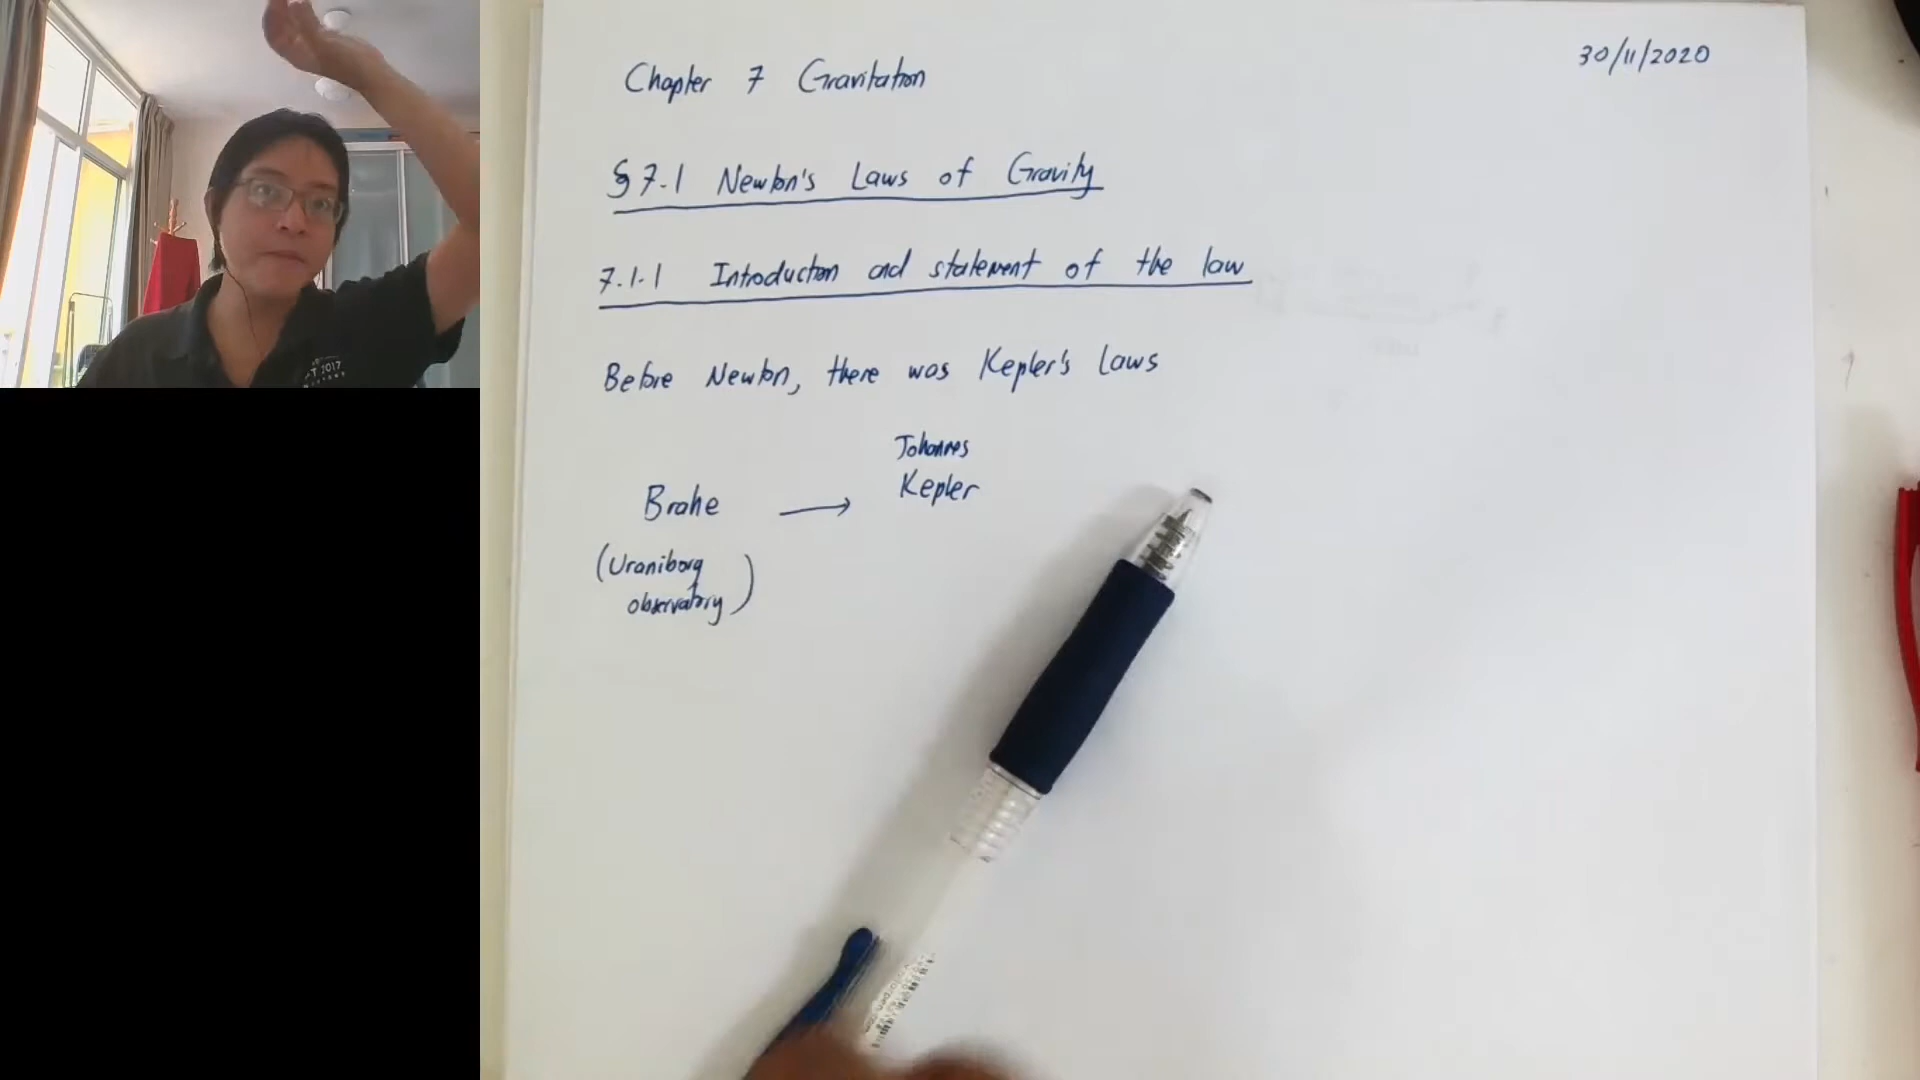 30/11/2020
Chapter 7 Gravitation
§ 7.1 Newton's Laws of Gravity
7.1.1 Introduction and statement of the law
Before Newton, there was Kepler's Laws
Johannes
Brahe → Kepler
(Uraniborg
observatory)
2017